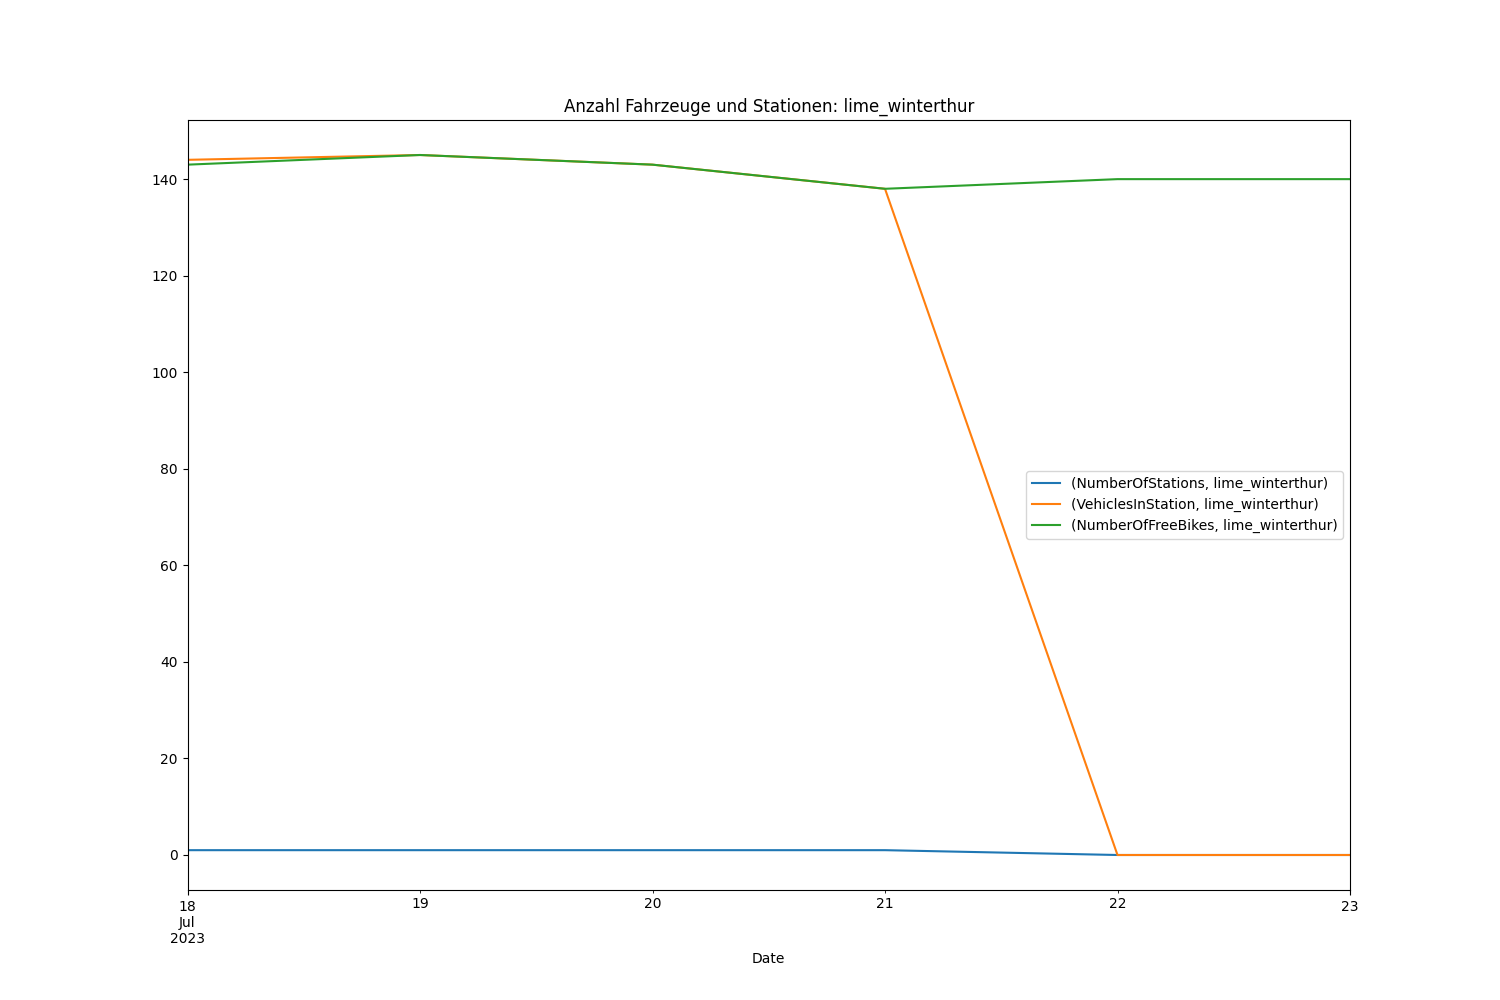 Anzahl Fahrzeuge und Stationen: lime_winterthur
140
120
100
80
60
40
20
0
(NumberOfStations, lime_winterthur)
(VehiclesInStation, lime_winterthur)
(NumberOfFreeBikes, lime_winterthur)
18 19 20 21 22 23
Jul
2023
Date